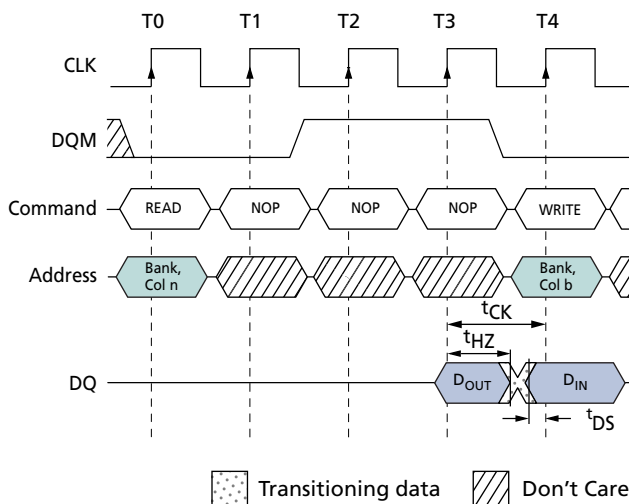 T0 T1 T2 T3 T4
CLK
DQM
Command READ NOP NOP NOP WRITE
Address Bank, Col n Bank, Col b
tCK
tHZ
DQ DOUT DIN
tDS
Transitioning data Don't Care